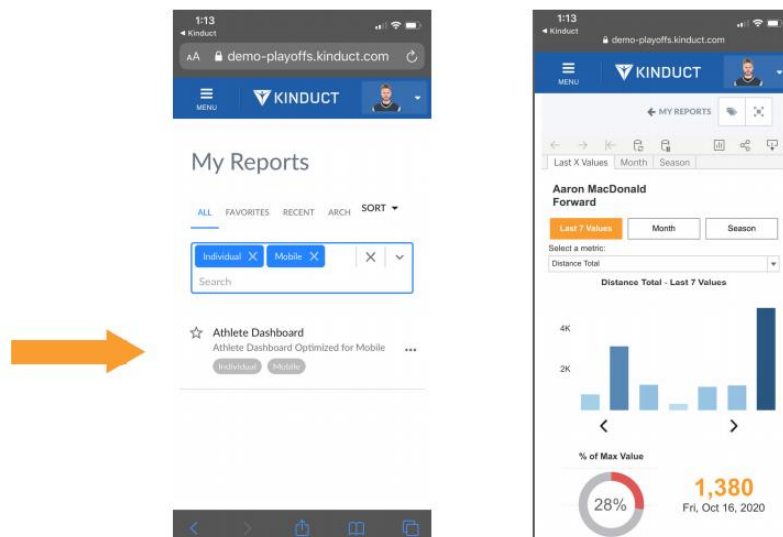 1:13
◄ Kinduct
AA demo-playoffs.kinduct.com
MENU
KINDUCT
My Reports
ALL FAVORITES RECENT ARCH SORT
Individual X Mobile X
Search
Athlete Dashboard
Athlete Dashboard Optimized for Mobile
Individual Mobile
1:13
◄ Kinduct
demo-playoffs.kinduct.com
MENU
KINDUCT
MY REPORTS
Last X Values Month Season
Aaron MacDonald
Forward
Last 7 Values Month Season
Select a metric:
Distance Total
Distance Total - Last 7 Values
4K
2K
% of Max Value
28%
1,380
Fri, Oct 16, 2020